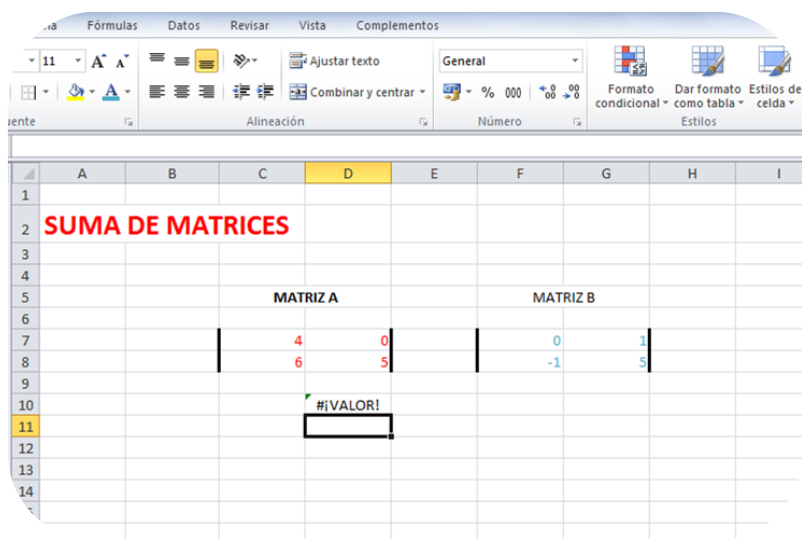 Fórmulas Datos Revisar Vista Complementos
11 A A Ajustar texto General
Combinar y centrar % 000
Formato condicional Dar formato como tabla Estilos de celda
Alineación Número Estilos
A B C D E F G H I
1
2 SUMA DE MATRICES
3
4
5 MATRIZ A MATRIZ B
6
7 4 0 0 1
8 6 5 -1 5
9
10 #¡VALOR!
11
12
13
14